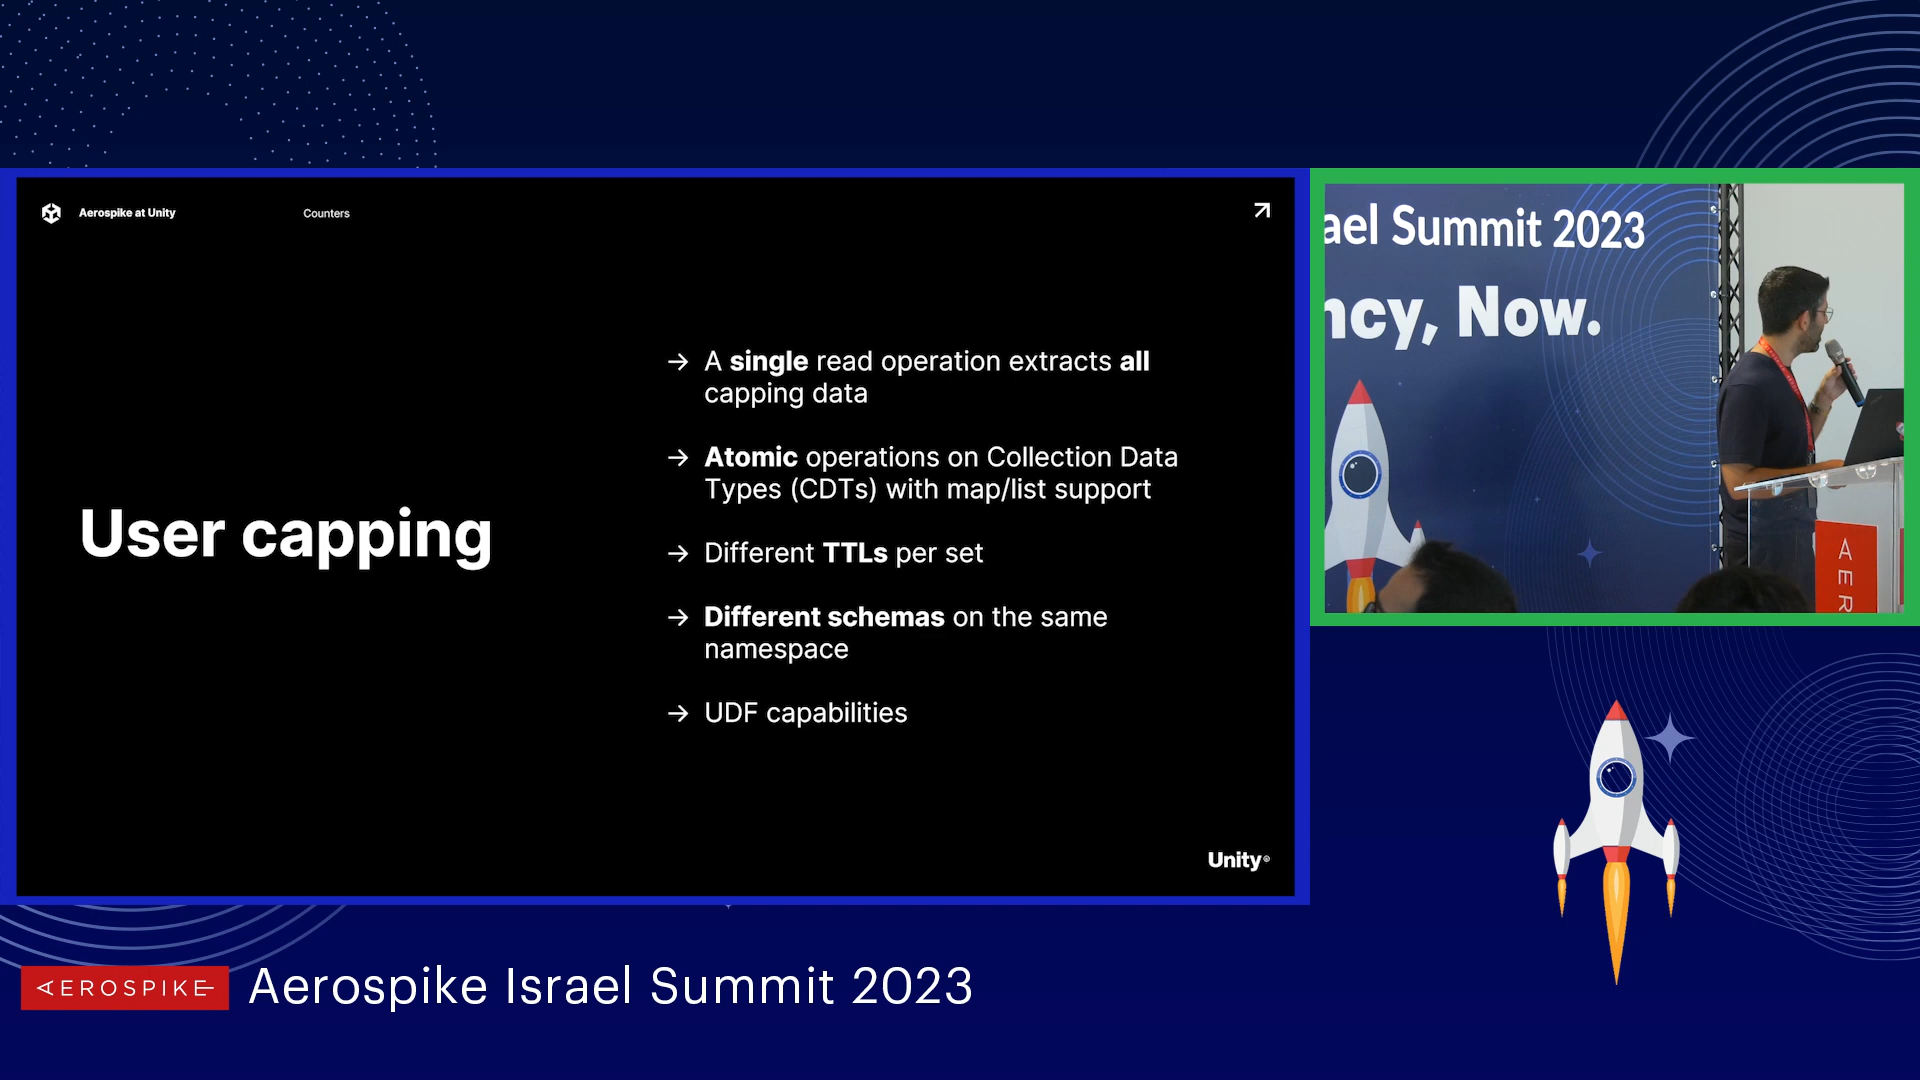 Aerospike at Unity
Counters
User capping
→ A single read operation extracts all
capping data
→ Atomic operations on Collection Data
Types (CDTs) with map/list support
→ Different TTLs per set
→ Different schemas on the same
namespace
→ UDF capabilities
Unity®
ael Summit 2023
ncy, Now.
AER
AEROSPIKE
Aerospike Israel Summit 2023